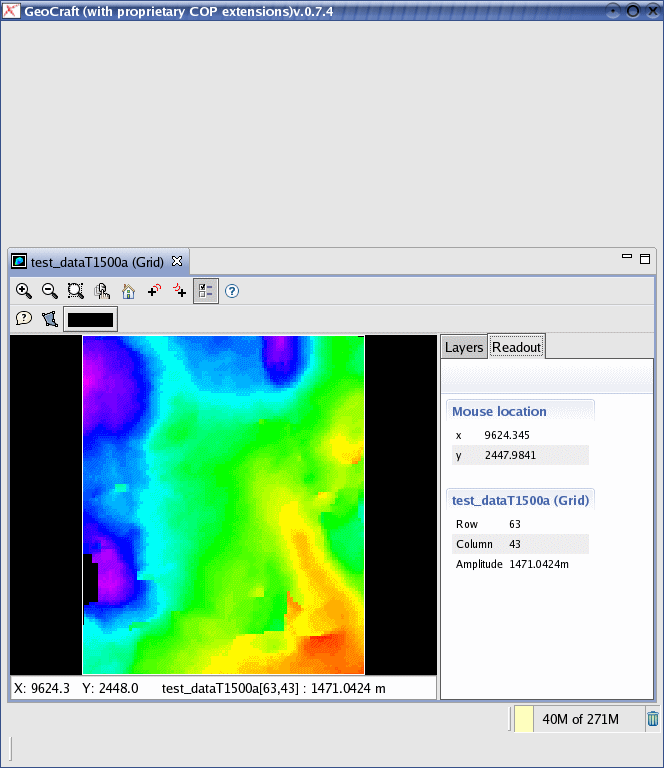 GeoCraft (with proprietary COP extensions)v.0.7.4
test_dataT1500a (Grid)
Layers Readout
Mouse location
x 9624.345
y 2447.9841
test_dataT1500a (Grid)
Row 63
Column 43
Amplitude 1471.0424m
X: 9624.3 Y: 2448.0 test_dataT1500a[63,43] : 1471.0424 m
40M of 271M